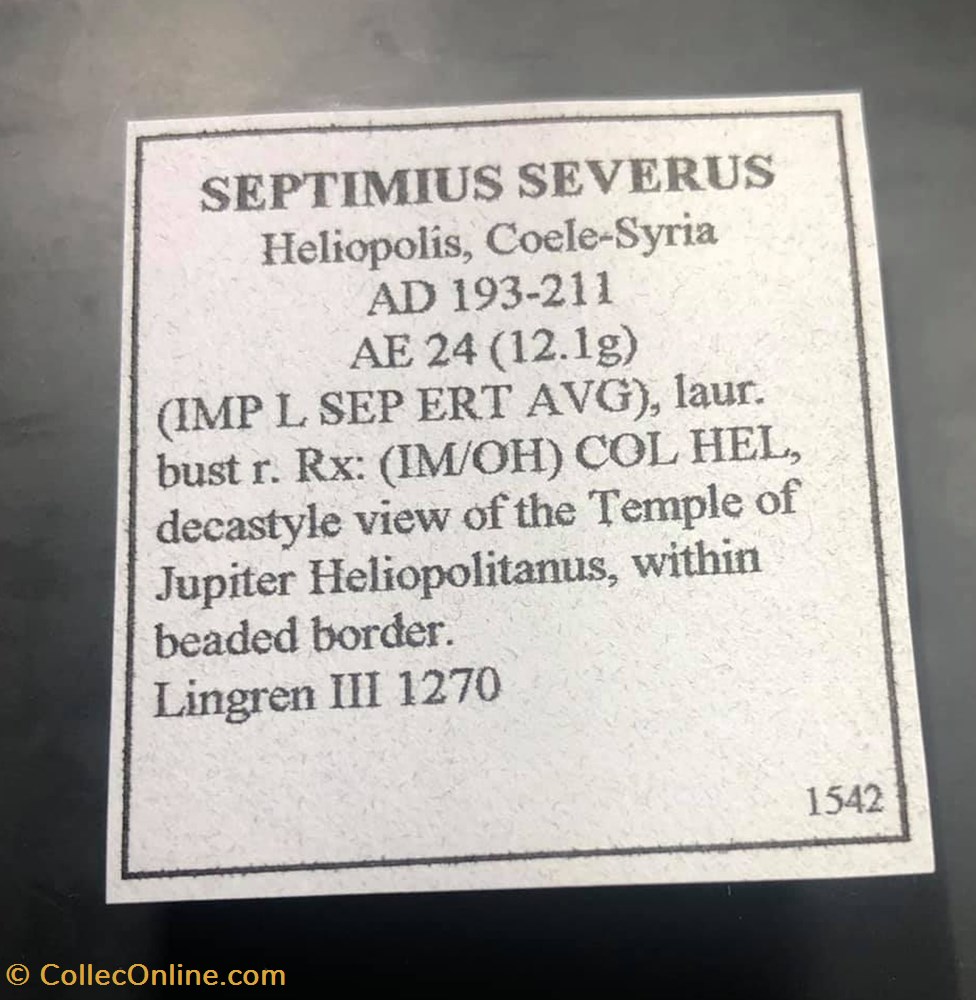 SEPTIMIUS SEVERUS
Heliopolis, Coele-Syria
AD 193-211
AE 24 (12.1g)
(IMP L SEP ERT AVG), laur.
bust r. Rx: (IM/OH) COL HEL,
decastyle view of the Temple of
Jupiter Heliopolitanus, within
beaded border.
Lingren III 1270
1542
© CollecOnline.com